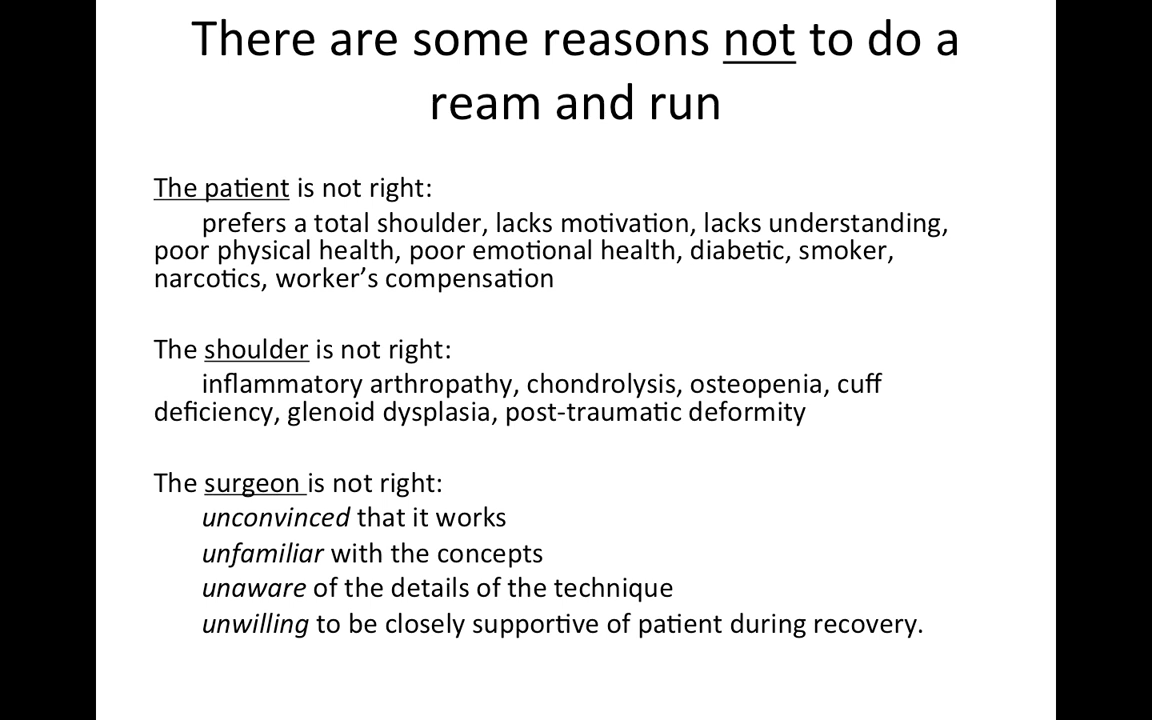 There are some reasons not to do a
ream and run
The patient is not right:
prefers a total shoulder, lacks motivation, lacks understanding,
poor physical health, poor emotional health, diabetic, smoker,
narcotics, worker’s compensation
The shoulder is not right:
inflammatory arthropathy, chondrolysis, osteopenia, cuff
deficiency, glenoid dysplasia, post-traumatic deformity
The surgeon is not right:
unconvinced that it works
unfamiliar with the concepts
unaware of the details of the technique
unwilling to be closely supportive of patient during recovery.